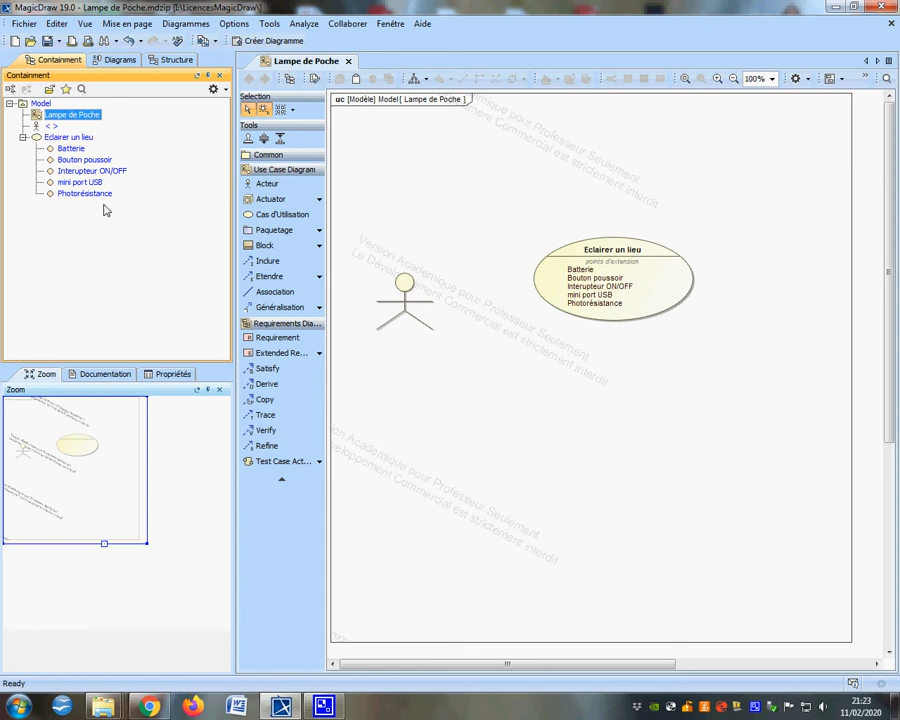 MagicDraw 19.0 - Lampe de Poche.mdzip [I:\LicencesMagicDraw\]
Fichier Editer Vue Mise en page Diagrammes Options Tools Analyze Collaborer Fenêtre Aide
Créer Diagramme
Containment Diagrams Structure
Lampe de Poche
Containment
100%
Model
Lampe de Poche
< >
Eclairer un lieu
Batterie
Bouton poussoir
Interupteur ON/OFF
mini port USB
Photorésistance
Zoom Documentation Propriétés
Zoom
Selection
Tools
Common
Use Case Diagram
Acteur
Actuator
Cas d'Utilisation
Paquetage
Block
Inclure
Etendre
Association
Généralisation
Requirements Dia...
Requirement
Extended Re...
Satisfy
Derive
Copy
Trace
Verify
Refine
Test Case Act...
uc [Modèle] Model[ Lampe de Poche ]
Eclairer un lieu
points d'extension
Batterie
Bouton poussoir
Interupteur ON/OFF
mini port USB
Photorésistance
Version Académique pour Professeur Seulement
Le Développement Commercial est strictement interdit
Ready
21:23
11/02/2020